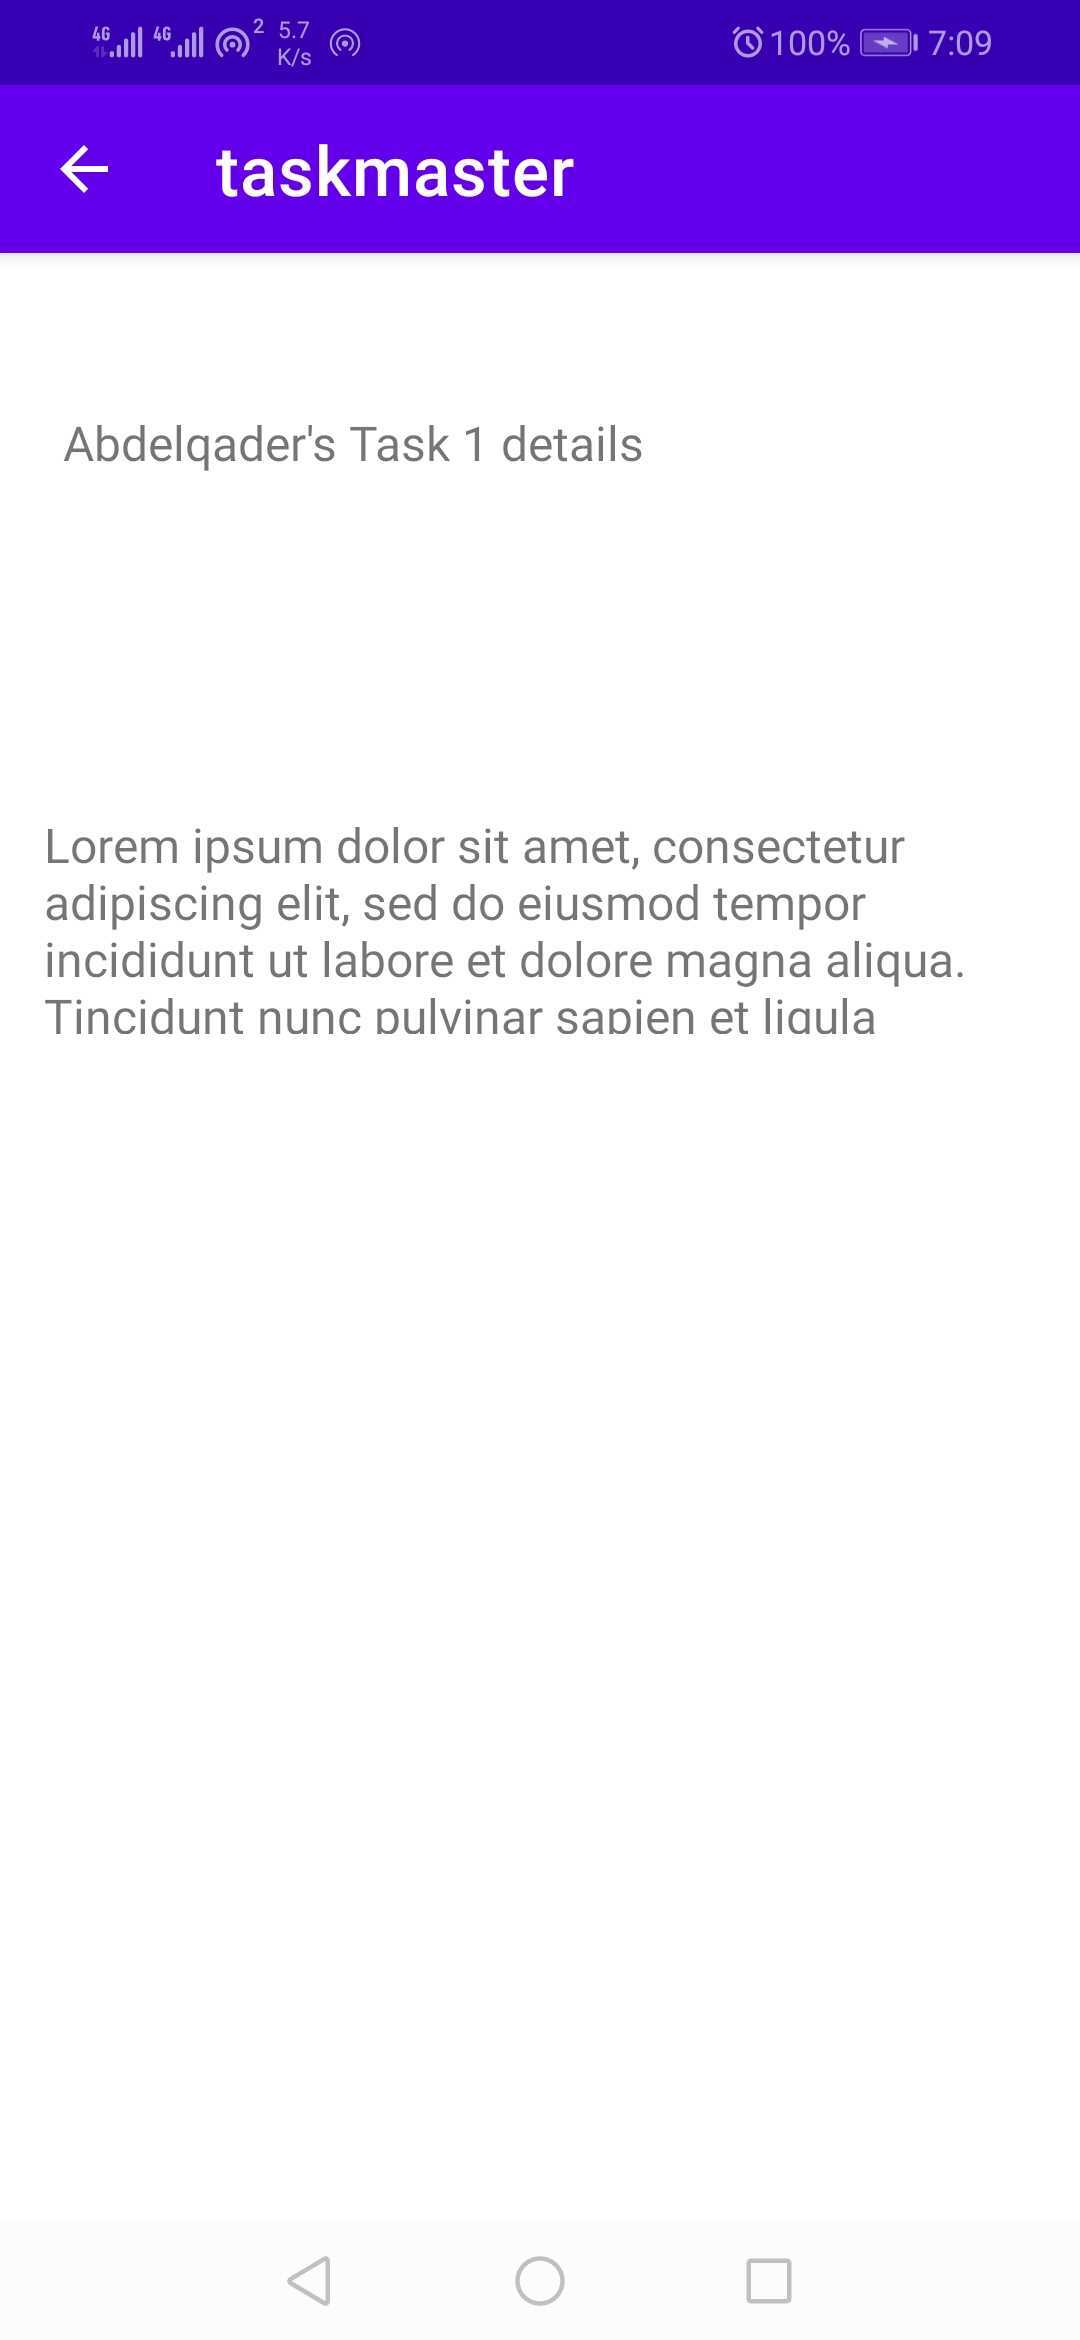 4G 4G 2 5.7 K/s 100% 7:09
taskmaster
Abdelqader's Task 1 details
Lorem ipsum dolor sit amet, consectetur
adipiscing elit, sed do eiusmod tempor
incididunt ut labore et dolore magna aliqua.
Tincidunt nunc pulvinar sapien et ligula